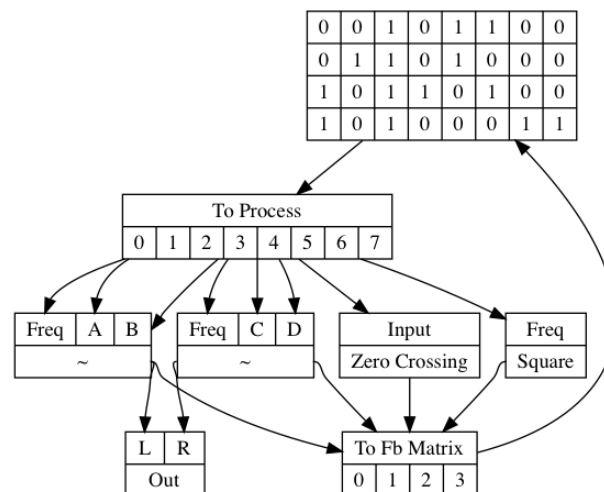 0 0 1 0 1 1 0 0
0 1 1 0 1 0 0 0
1 0 1 1 0 1 0 0
1 0 1 0 0 0 1 1
To Process
0 1 2 3 4 5 6 7
Freq A B
~
Freq C D
~
Input
Zero Crossing
Freq
Square
L R
Out
To Fb Matrix
0 1 2 3